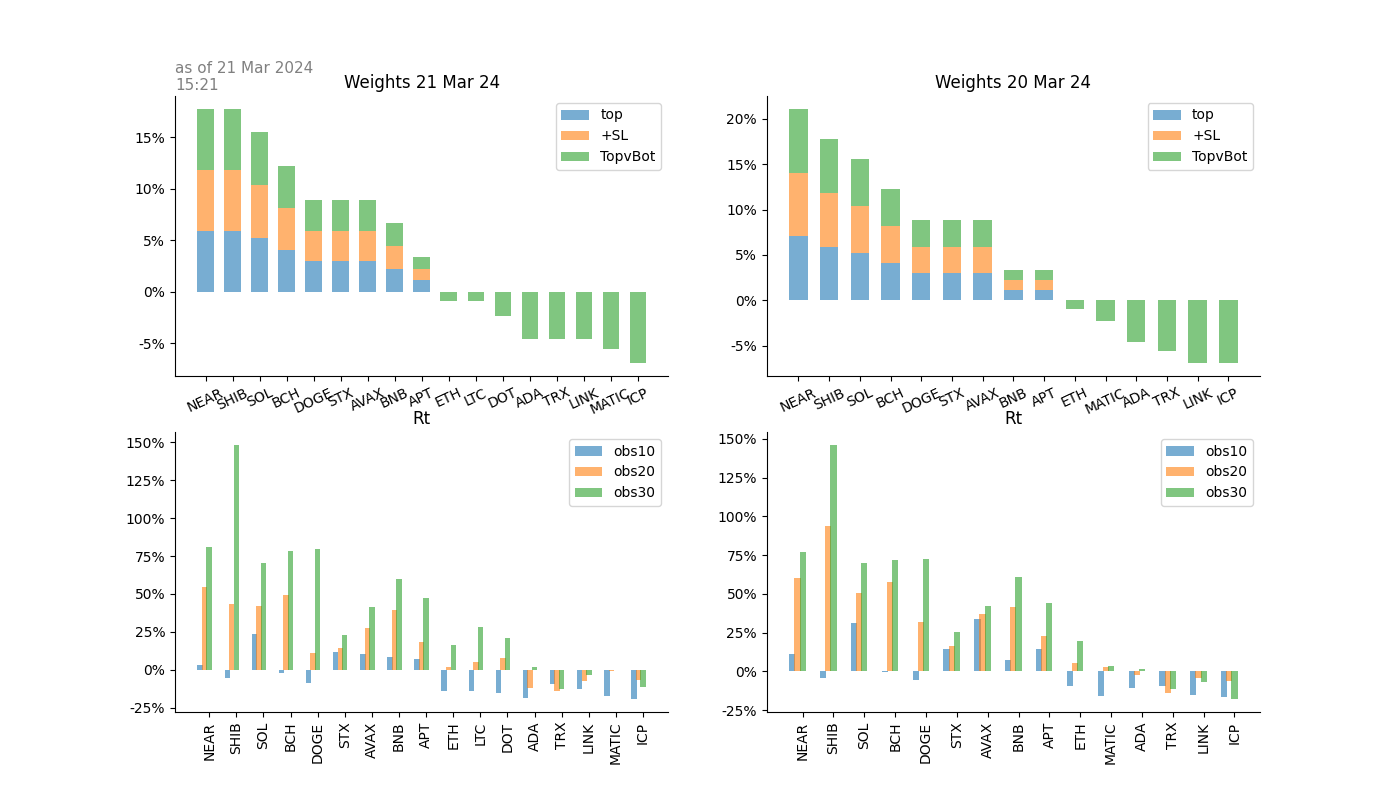 as of 21 Mar 2024
15:21
Weights 21 Mar 24
15%
10%
5%
0%
-5%
top
+SL
TopvBot
NEAR SHIB SOL BCH DOGE STX AVAX BNB APT ETH LTC DOT ADA TRX LINK MATIC ICP
Weights 20 Mar 24
20%
15%
10%
5%
0%
-5%
top
+SL
TopvBot
NEAR SHIB SOL BCH DOGE STX AVAX BNB APT ETH MATIC ADA TRX LINK ICP
Rt
150%
125%
100%
75%
50%
25%
0%
-25%
obs10
obs20
obs30
NEAR SHIB SOL BCH DOGE STX AVAX BNB APT ETH LTC DOT ADA TRX LINK MATIC ICP
Rt
150%
125%
100%
75%
50%
25%
0%
-25%
obs10
obs20
obs30
NEAR SHIB SOL BCH DOGE STX AVAX BNB APT ETH MATIC ADA TRX LINK ICP